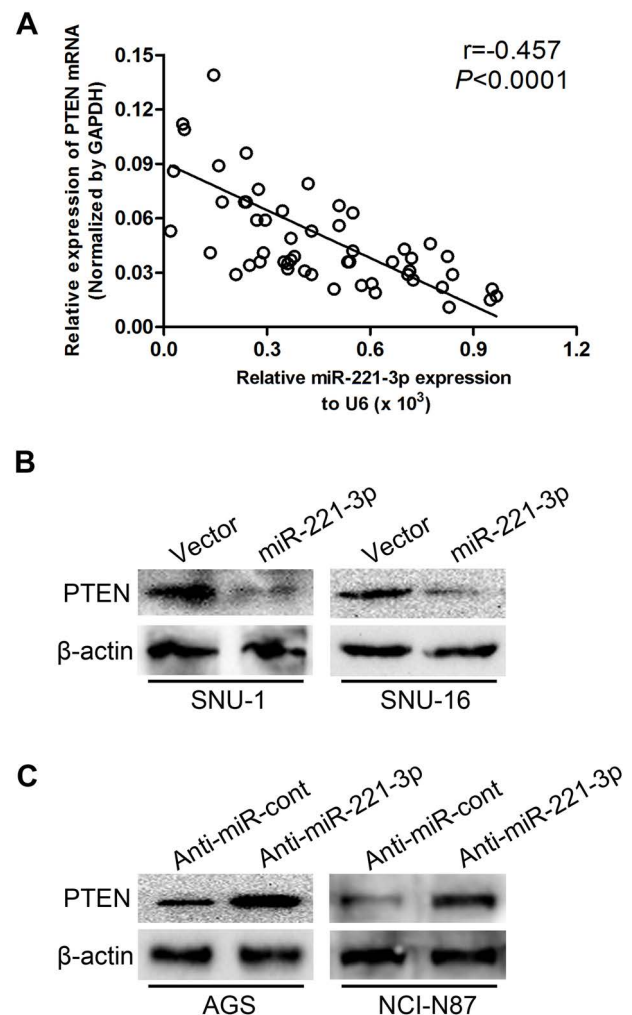 A
r=-0.457
P<0.0001
Relative expression of PTEN mRNA
(Normalized by GAPDH)
0.15
0.12
0.09
0.06
0.03
0.00
0.0 0.3 0.6 0.9 1.2
Relative miR-221-3p expression
to U6 (x 10³)
B
Vector miR-221-3p Vector miR-221-3p
PTEN
β-actin
SNU-1 SNU-16
C
Anti-miR-cont Anti-miR-221-3p Anti-miR-cont Anti-miR-221-3p
PTEN
β-actin
AGS NCI-N87